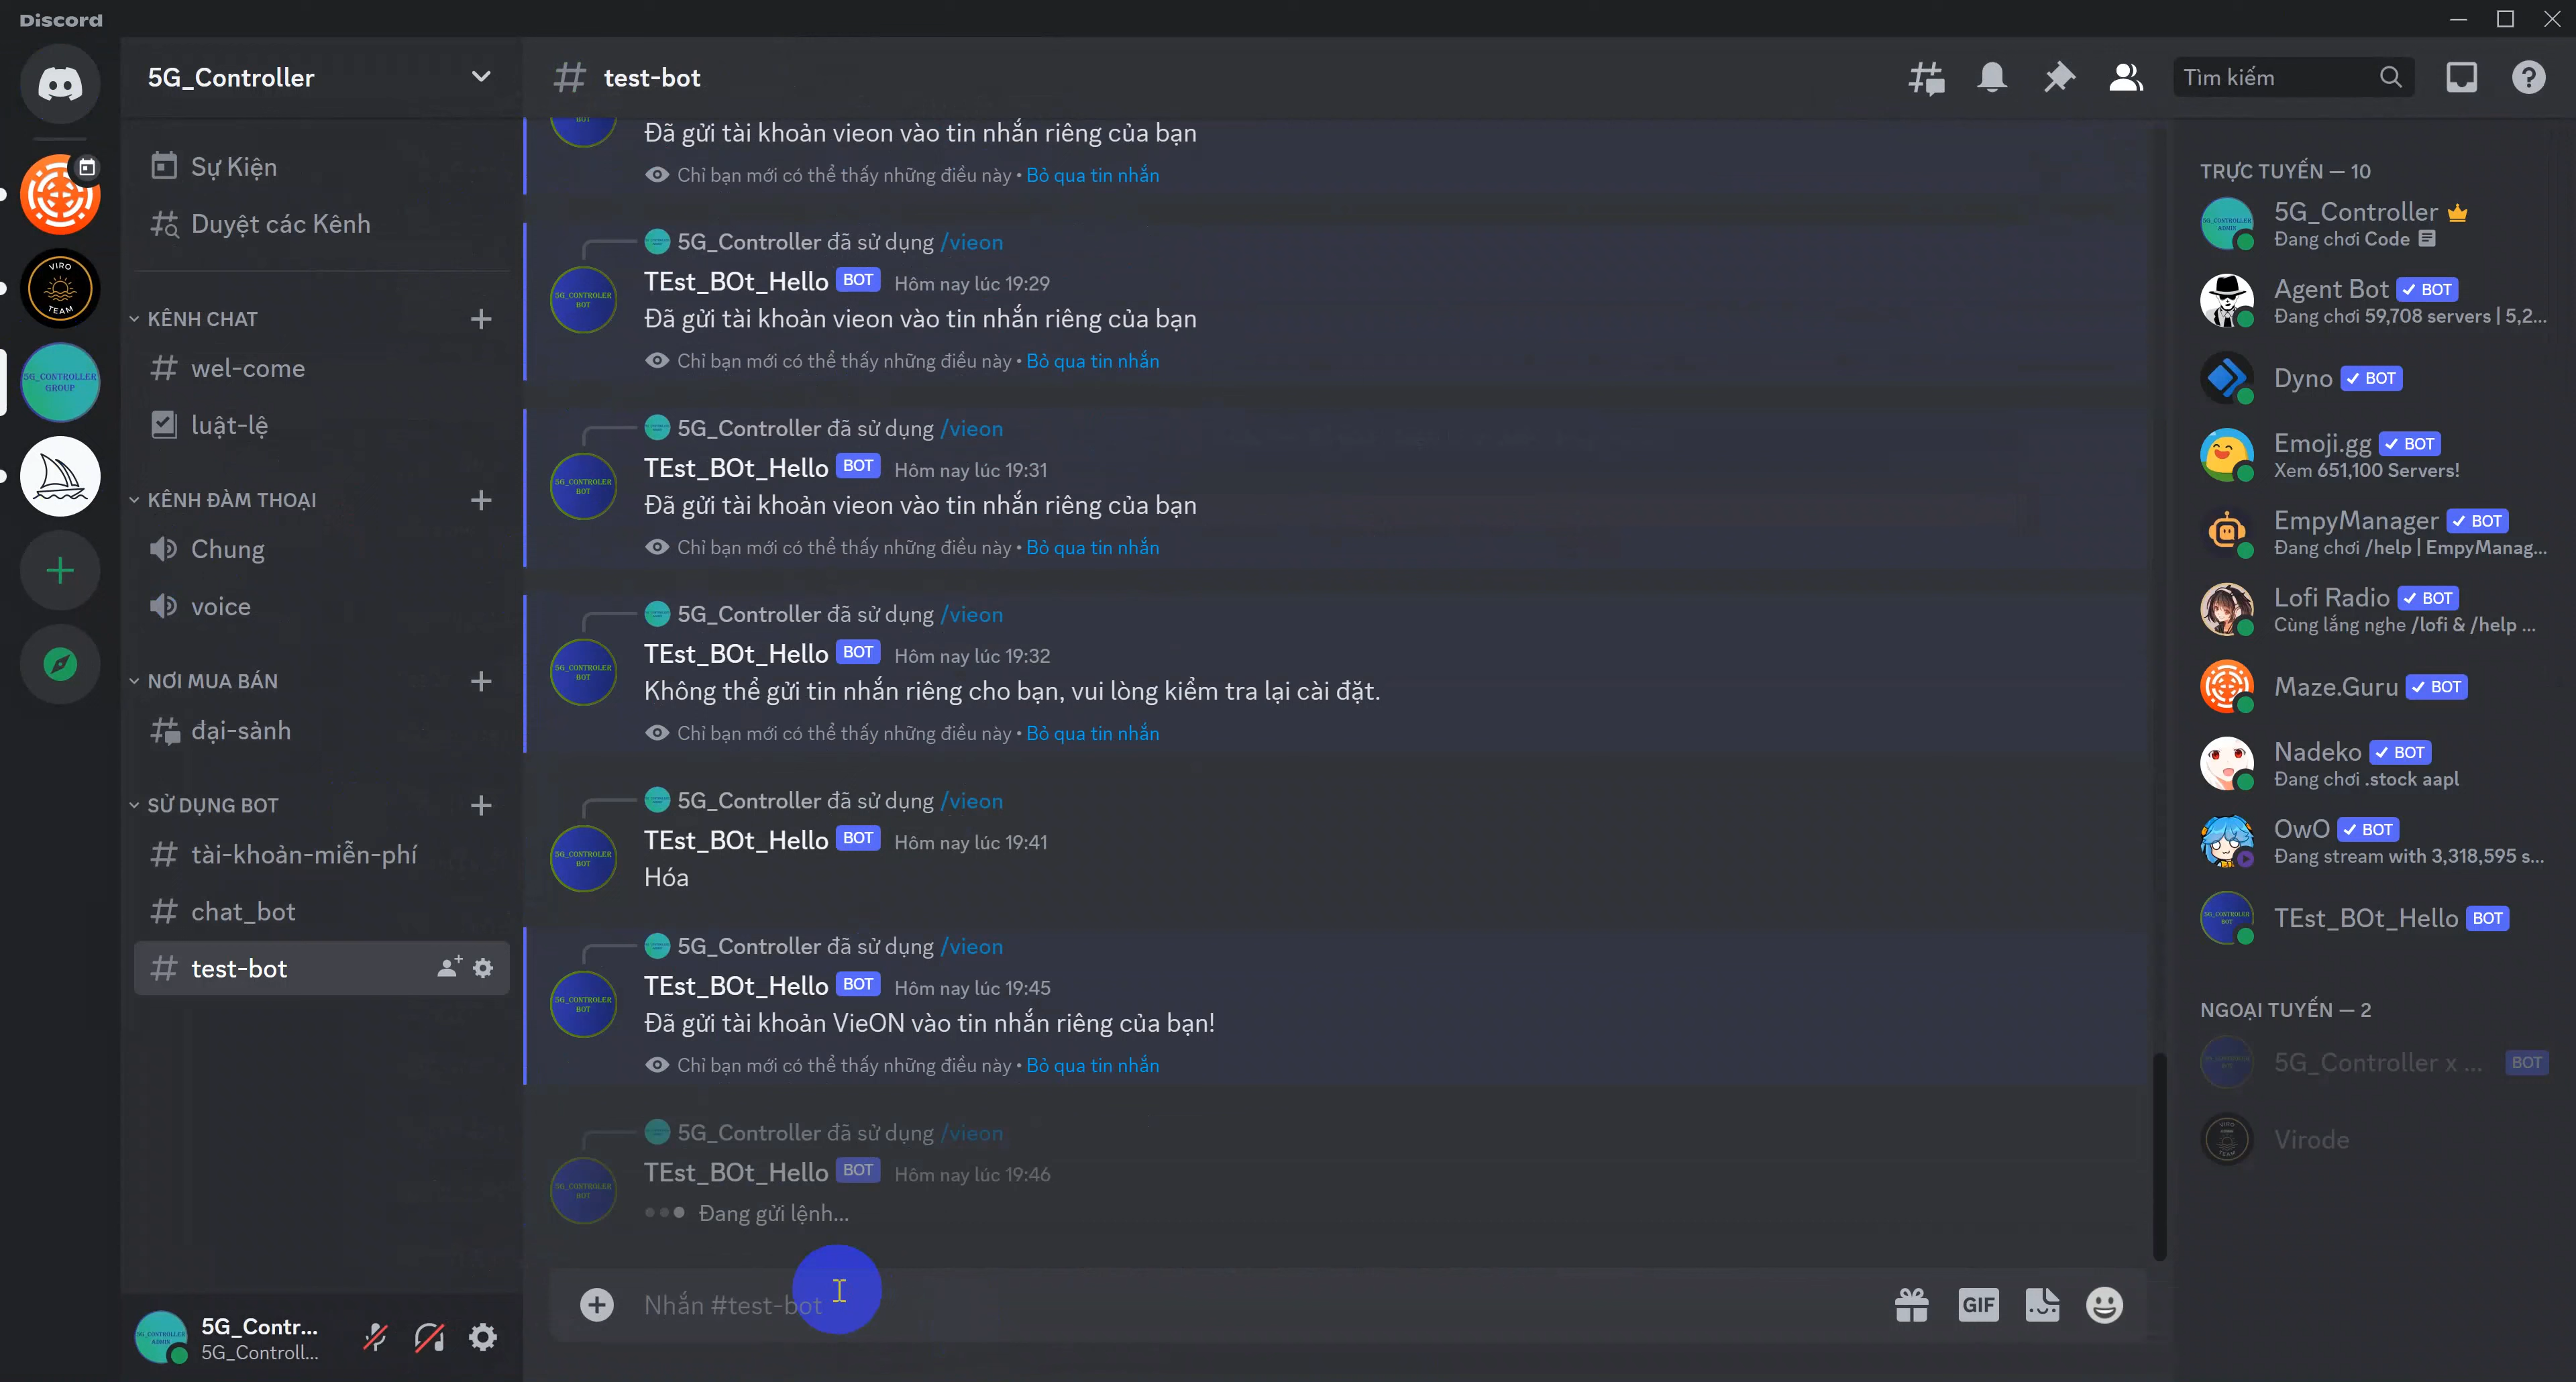 Discord
5G_Controller
Sự Kiện
Duyệt các Kênh
KÊNH CHAT
wel-come
luật-lệ
KÊNH ĐÀM THOẠI
Chung
voice
NƠI MUA BÁN
đại-sảnh
SỬ DỤNG BOT
tài-khoản-miễn-phí
chat_bot
test-bot
5G_Contr...
5G_Controll...
VIRO
TEAM
5G_CONTROLLER
GROUP
test-bot
Tìm kiếm
Đã gửi tài khoản vieon vào tin nhắn riêng của bạn
Chỉ bạn mới có thể thấy những điều này • Bỏ qua tin nhắn
5G_Controller đã sử dụng /vieon
TEst_BOt_Hello BOT Hôm nay lúc 19:29
Đã gửi tài khoản vieon vào tin nhắn riêng của bạn
Chỉ bạn mới có thể thấy những điều này • Bỏ qua tin nhắn
5G_Controller đã sử dụng /vieon
TEst_BOt_Hello BOT Hôm nay lúc 19:31
Đã gửi tài khoản vieon vào tin nhắn riêng của bạn
Chỉ bạn mới có thể thấy những điều này • Bỏ qua tin nhắn
5G_Controller đã sử dụng /vieon
TEst_BOt_Hello BOT Hôm nay lúc 19:32
Không thể gửi tin nhắn riêng cho bạn, vui lòng kiểm tra lại cài đặt.
Chỉ bạn mới có thể thấy những điều này • Bỏ qua tin nhắn
5G_Controller đã sử dụng /vieon
TEst_BOt_Hello BOT Hôm nay lúc 19:41
Hóa
5G_Controller đã sử dụng /vieon
TEst_BOt_Hello BOT Hôm nay lúc 19:45
Đã gửi tài khoản VieON vào tin nhắn riêng của bạn!
Chỉ bạn mới có thể thấy những điều này • Bỏ qua tin nhắn
5G_Controller đã sử dụng /vieon
TEst_BOt_Hello BOT Hôm nay lúc 19:46
Đang gửi lệnh...
Nhắn #test-bot
GIF
TRỰC TUYẾN — 10
5G_Controller
Đang chơi Code
Agent Bot BOT
Đang chơi 59,708 servers | 5,2...
Dyno BOT
Emoji.gg BOT
Xem 651,100 Servers!
EmpyManager BOT
Đang chơi /help | EmpyManag...
Lofi Radio BOT
Cùng lắng nghe /lofi & /help ...
Maze.Guru BOT
Nadeko BOT
Đang chơi .stock aapl
OwO BOT
Đang stream with 3,318,595 s...
TEst_BOt_Hello BOT
NGOẠI TUYẾN — 2
5G_Controller x ... BOT
Virode